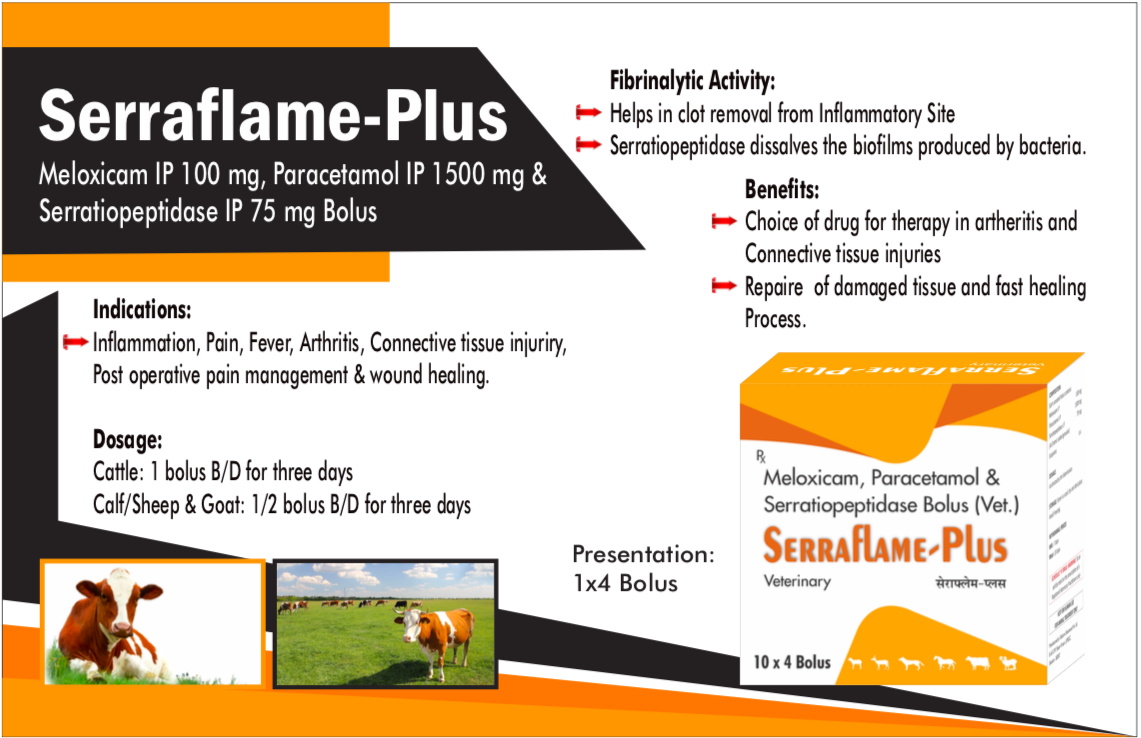 Serraflame-Plus
Meloxicam IP 100 mg, Paracetamol IP 1500 mg &
Serratiopeptidase IP 75 mg Bolus
Fibrinalytic Activity:
Helps in clot removal from Inflammatory Site
Serratiopeptidase dissalves the biofilms produced by bacteria.
Benefits:
Choice of drug for therapy in artheritis and
Connective tissue injuries
Repaire of damaged tissue and fast healing
Process.
Indications:
Inflammation, Pain, Fever, Arthritis, Connective tissue injuriry,
Post operative pain management & wound healing.
Dosage:
Cattle: 1 bolus B/D for three days
Calf/Sheep & Goat: 1/2 bolus B/D for three days
Presentation:
1x4 Bolus
Serraflame-Plus
Veterinary
Rx
Meloxicam, Paracetamol &
Serratiopeptidase Bolus (Vet.)
Serraflame-Plus
Veterinary
सेराफ्लेम-प्लस
10 x 4 Bolus